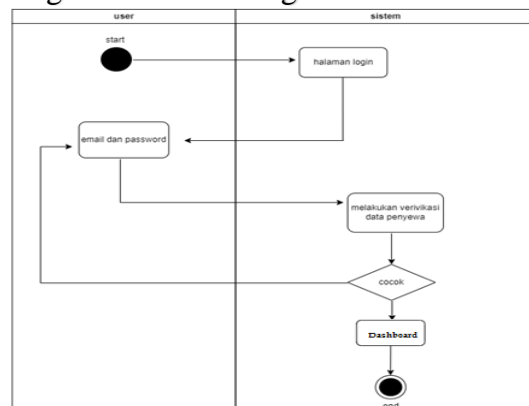 user
sistem
start
halaman login
email dan password
melakukan verivikasi
data penyewa
cocok
Dashboard
end